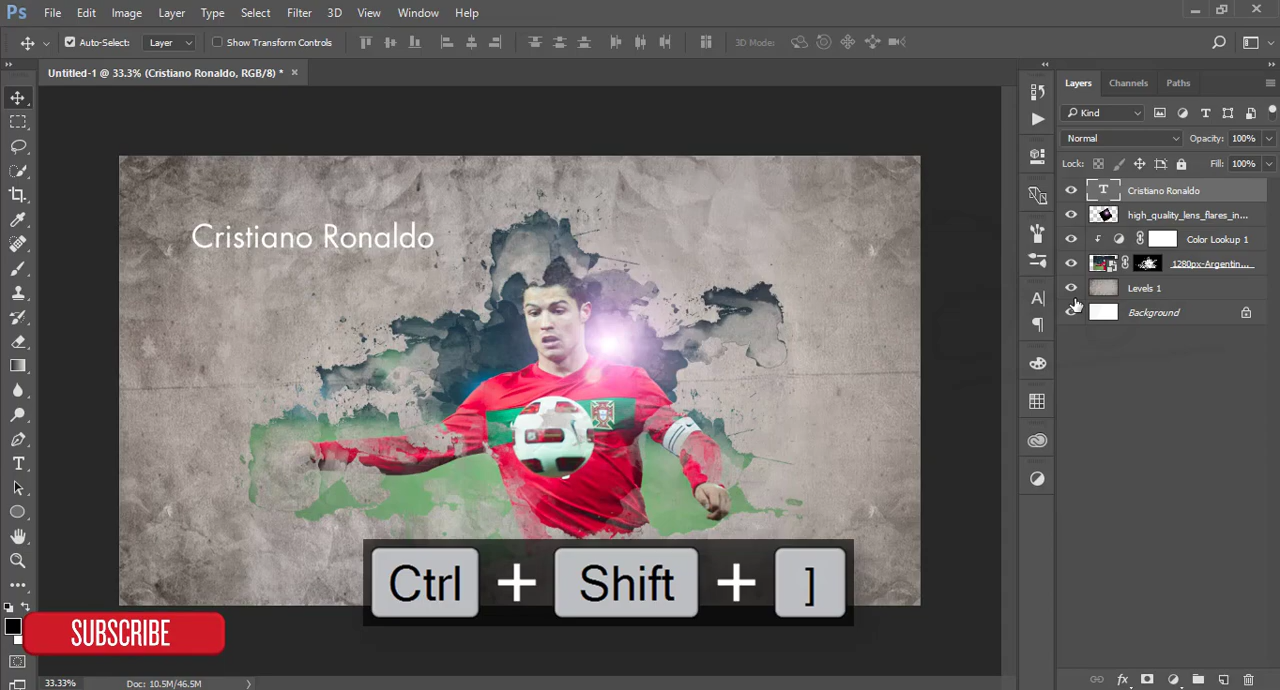 Ps File Edit Image Layer Type Select Filter 3D View Window Help
Auto-Select: Layer Show Transform Controls 3D Mode:
Untitled-1 @ 33.3% (Cristiano Ronaldo, RGB/8) * ×
Layers Channels Paths
Kind
Normal Opacity: 100%
Lock: Fill: 100%
T Cristiano Ronaldo
high_quality_lens_flares_in...
Color Lookup 1
1280px-Argentin...
Levels 1
Background
Cristiano Ronaldo
Ctrl + Shift + ]
SUBSCRIBE
33.33% Doc: 10.5M/46.5M
fx